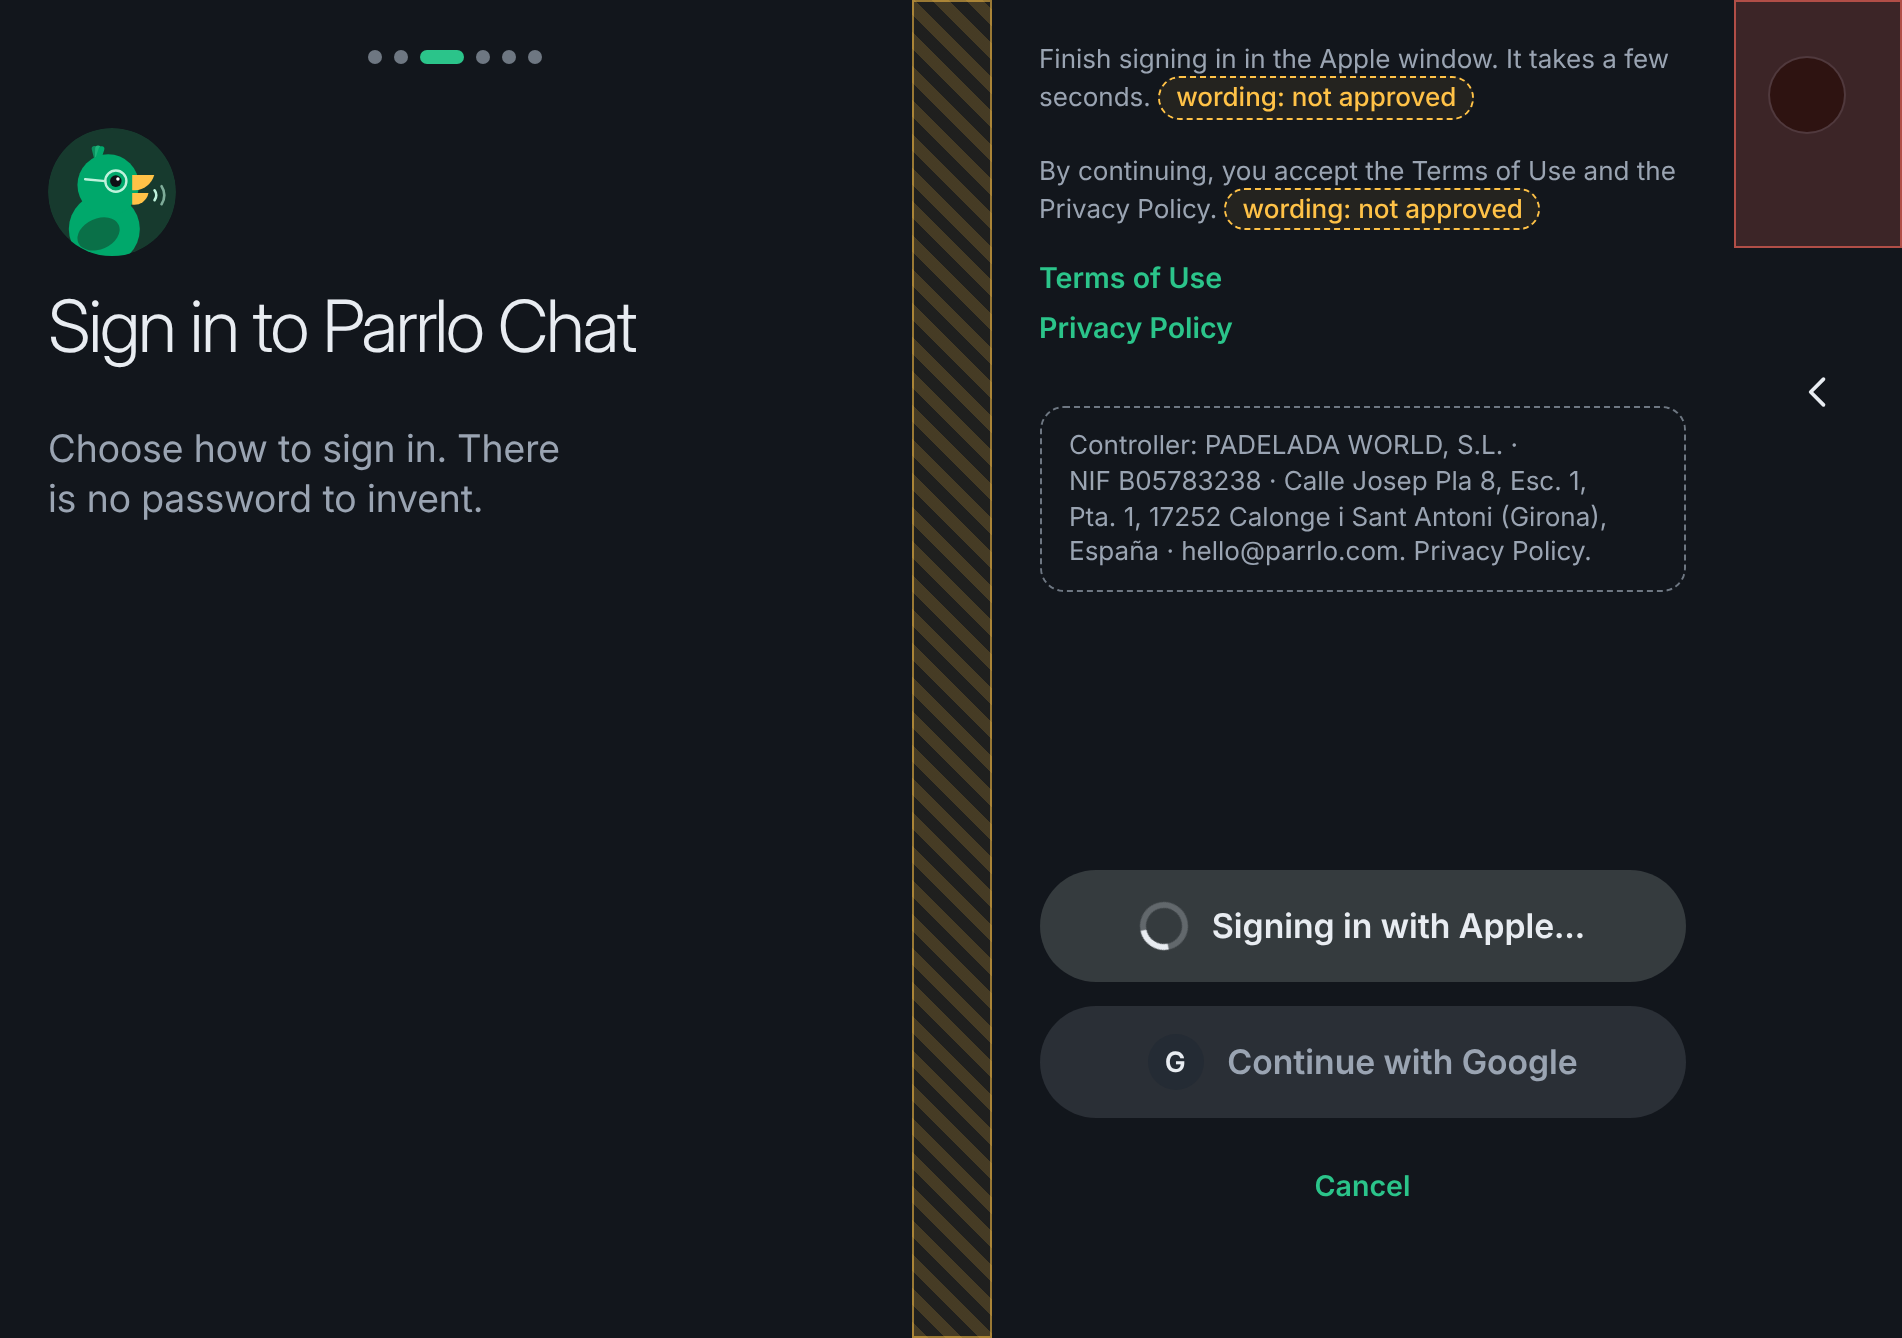 Sign in to Parrlo Chat
Choose how to sign in. There
is no password to invent.
Finish signing in in the Apple window. It takes a few
seconds. wording: not approved
By continuing, you accept the Terms of Use and the
Privacy Policy. wording: not approved
Terms of Use
Privacy Policy
Controller: PADELADA WORLD, S.L. ·
NIF B05783238 · Calle Josep Pla 8, Esc. 1,
Pta. 1, 17252 Calonge i Sant Antoni (Girona),
España · hello@parrlo.com. Privacy Policy.
Signing in with Apple...
G Continue with Google
Cancel